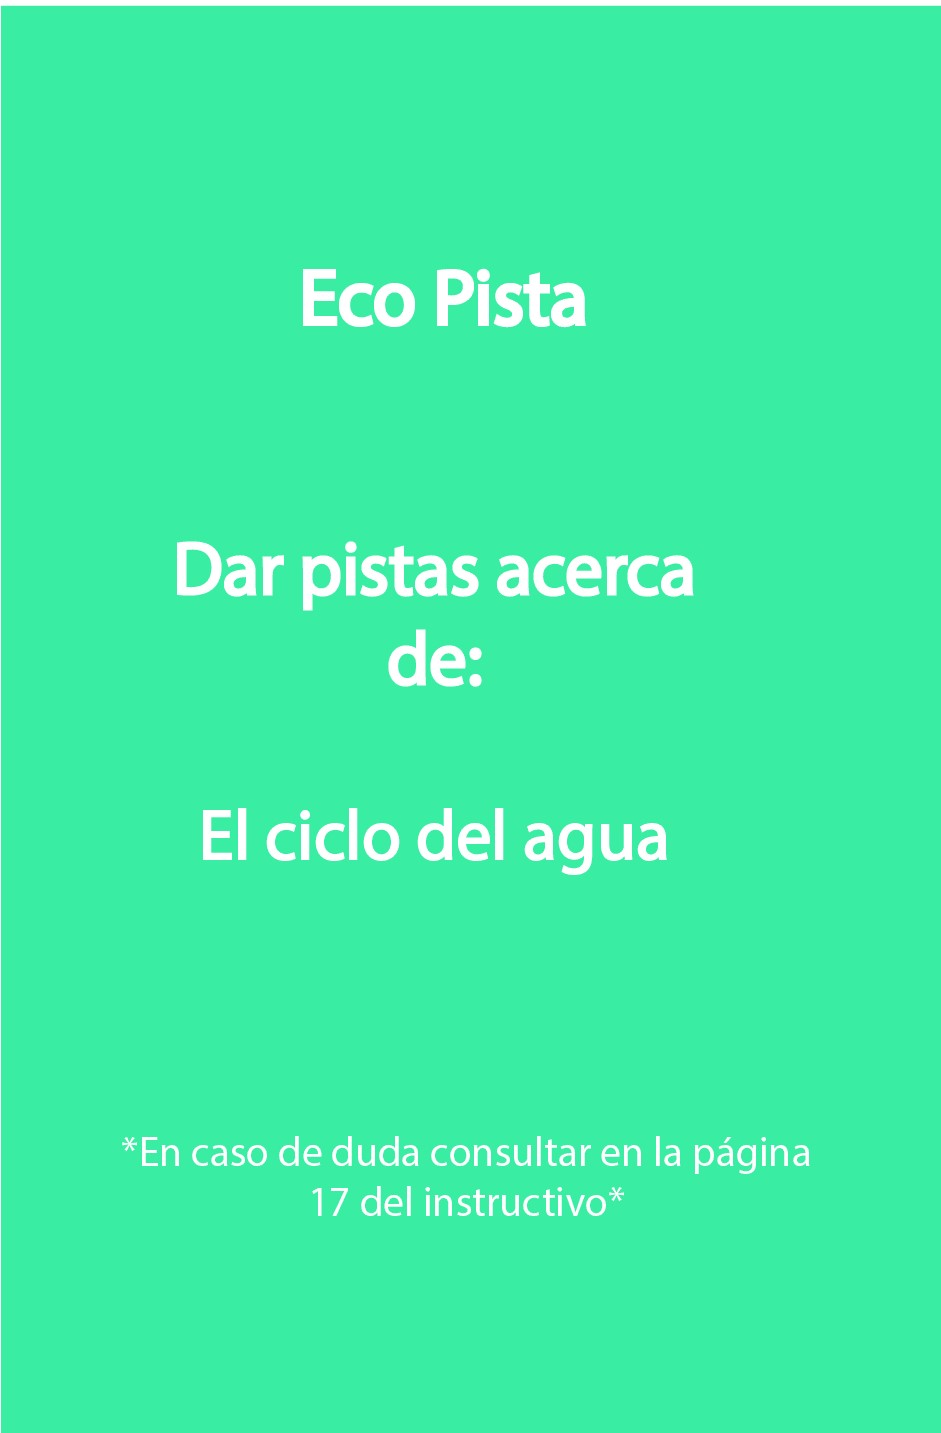 Eco Pista
Dar pistas acerca
de:
El ciclo del agua
*En caso de duda consultar en la página
17 del instructivo*